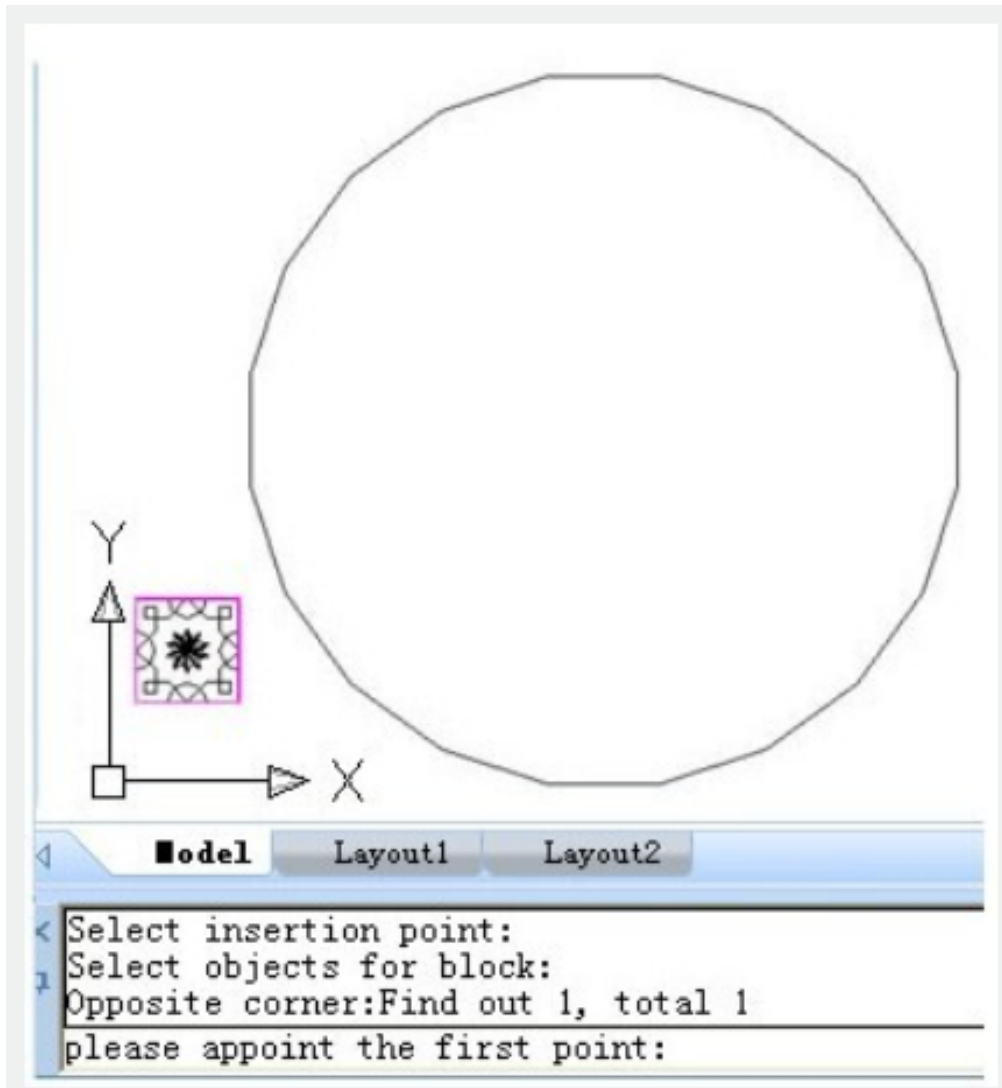 Y
X
Model Layout1 Layout2
Select insertion point:
Select objects for block:
Opposite corner:Find out 1, total 1
please appoint the first point: